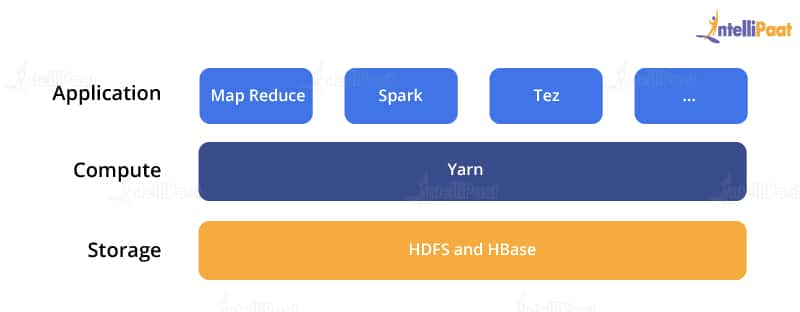 IntelliPaat
Application
Map Reduce
Spark
Tez
...
Compute
Yarn
Storage
HDFS and HBase